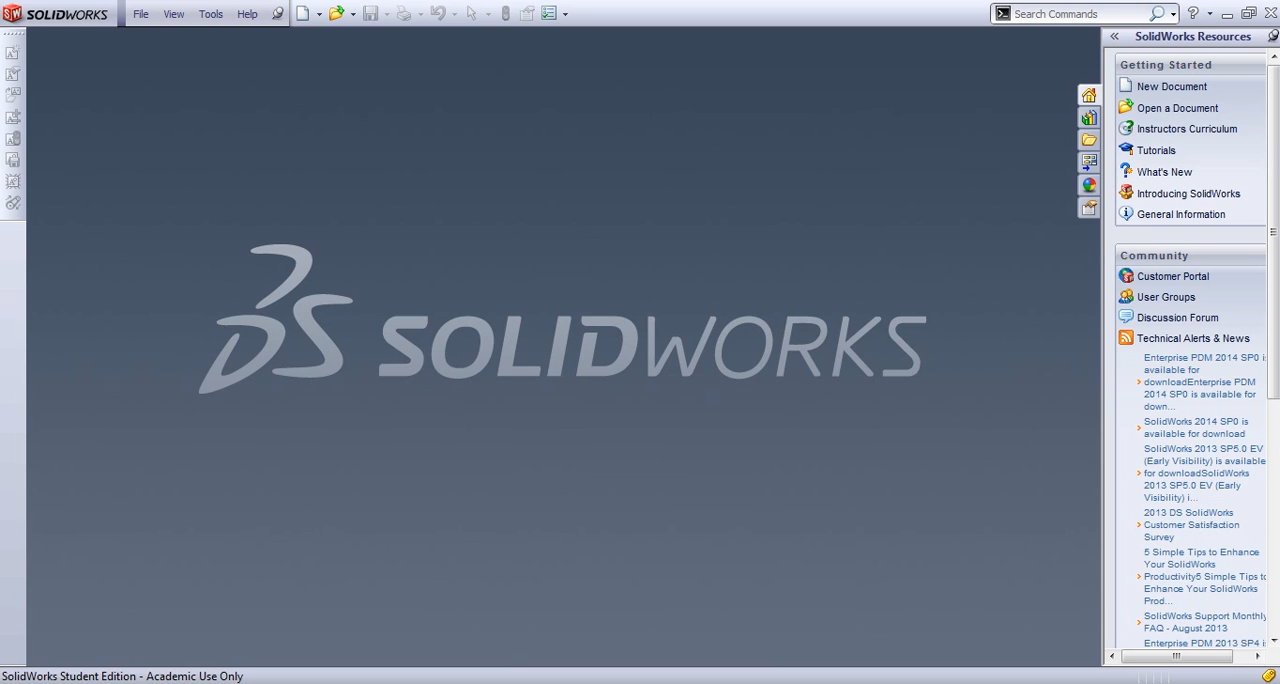 SOLIDWORKS File View Tools Help Search Commands
SolidWorks Resources
Getting Started
New Document
Open a Document
Instructors Curriculum
Tutorials
What's New
Introducing SolidWorks
General Information
Community
Customer Portal
User Groups
Discussion Forum
Technical Alerts & News
Enterprise PDM 2014 SP0 is
available for
downloadEnterprise PDM
2014 SP0 is available for
down...
SolidWorks 2014 SP0 is
available for download
SolidWorks 2013 SP5.0 EV
(Early Visibility) is available
for downloadSolidWorks
2013 SP5.0 EV (Early
Visibility) i...
2013 DS SolidWorks
Customer Satisfaction
Survey
5 Simple Tips to Enhance
Your SolidWorks
Productivity5 Simple Tips to
Enhance Your SolidWorks
Prod...
SolidWorks Support Monthly
FAQ - August 2013
Enterprise PDM 2013 SP4 i
DS SOLIDWORKS
SolidWorks Student Edition - Academic Use Only